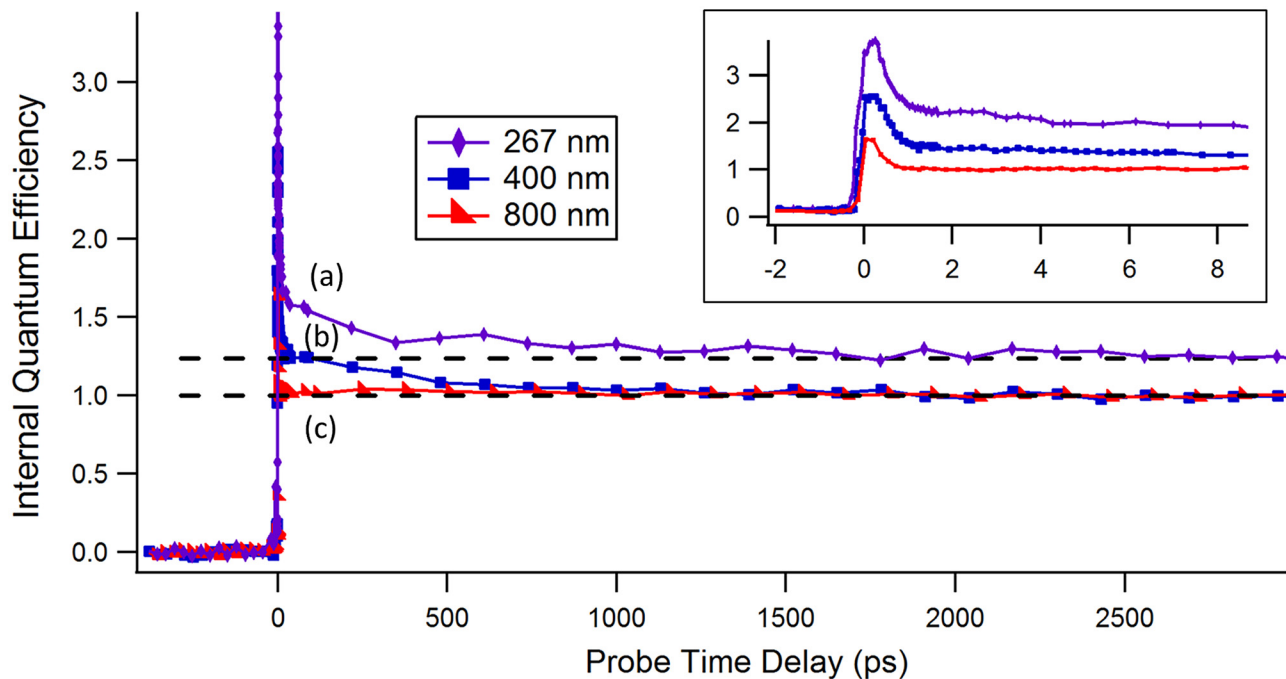 Internal Quantum Efficiency
3.0
2.5
2.0
1.5
1.0
0.5
0.0
267 nm
400 nm
800 nm
(a)
(b)
(c)
3
2
1
0
-2 0 2 4 6 8
0 500 1000 1500 2000 2500
Probe Time Delay (ps)